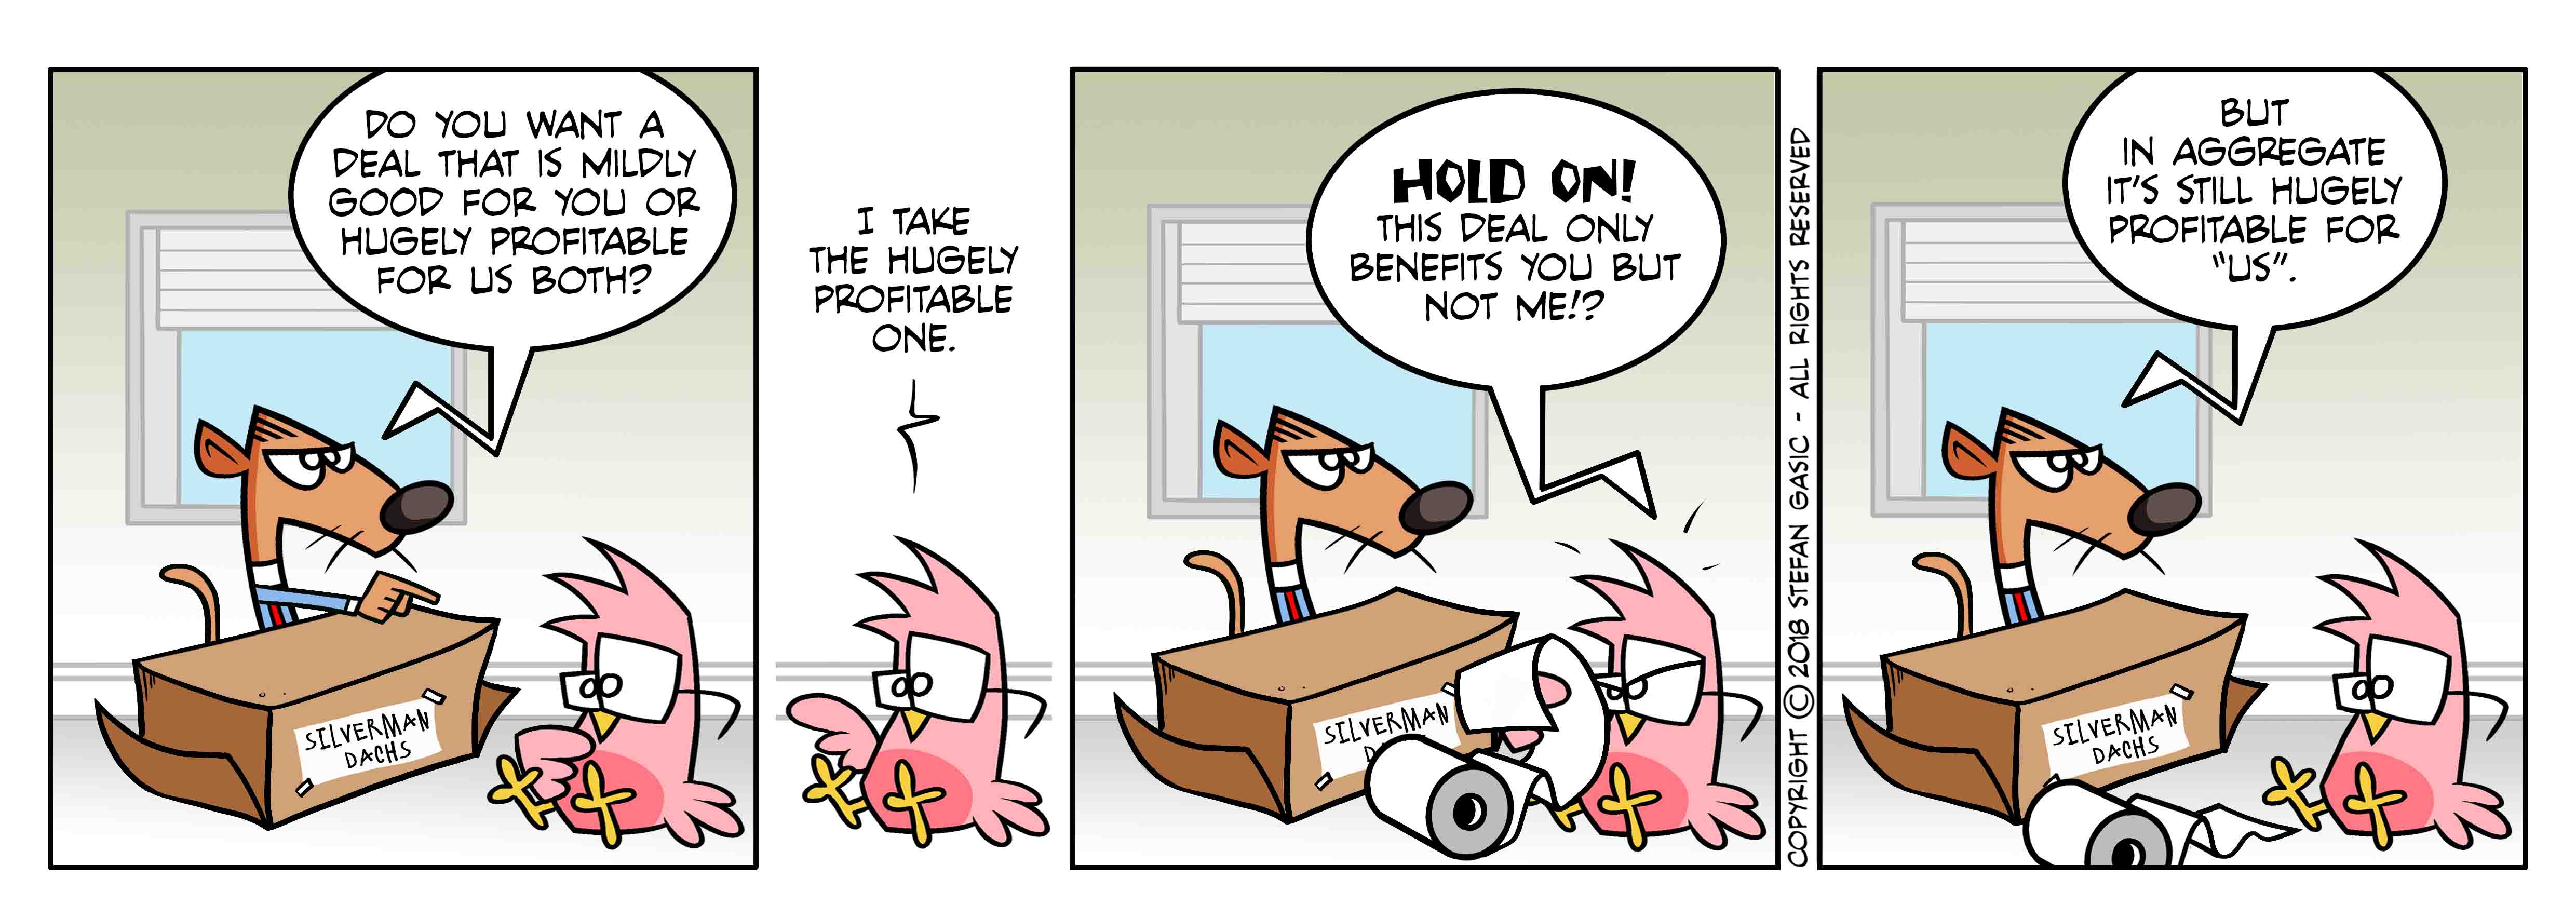 DO YOU WANT A
DEAL THAT IS MILDLY
GOOD FOR YOU OR
HUGELY PROFITABLE
FOR US BOTH?
SILVERMAN
DACHS
I TAKE
THE HUGELY
PROFITABLE
ONE.
HOLD ON!
THIS DEAL ONLY
BENEFITS YOU BUT
NOT ME!?
SILVERMAN
COPYRIGHT © 2018 STEFAN GASIC - ALL RIGHTS RESERVED
BUT
IN AGGREGATE
IT'S STILL HUGELY
PROFITABLE FOR
"US".
SILVERMAN
DACHS